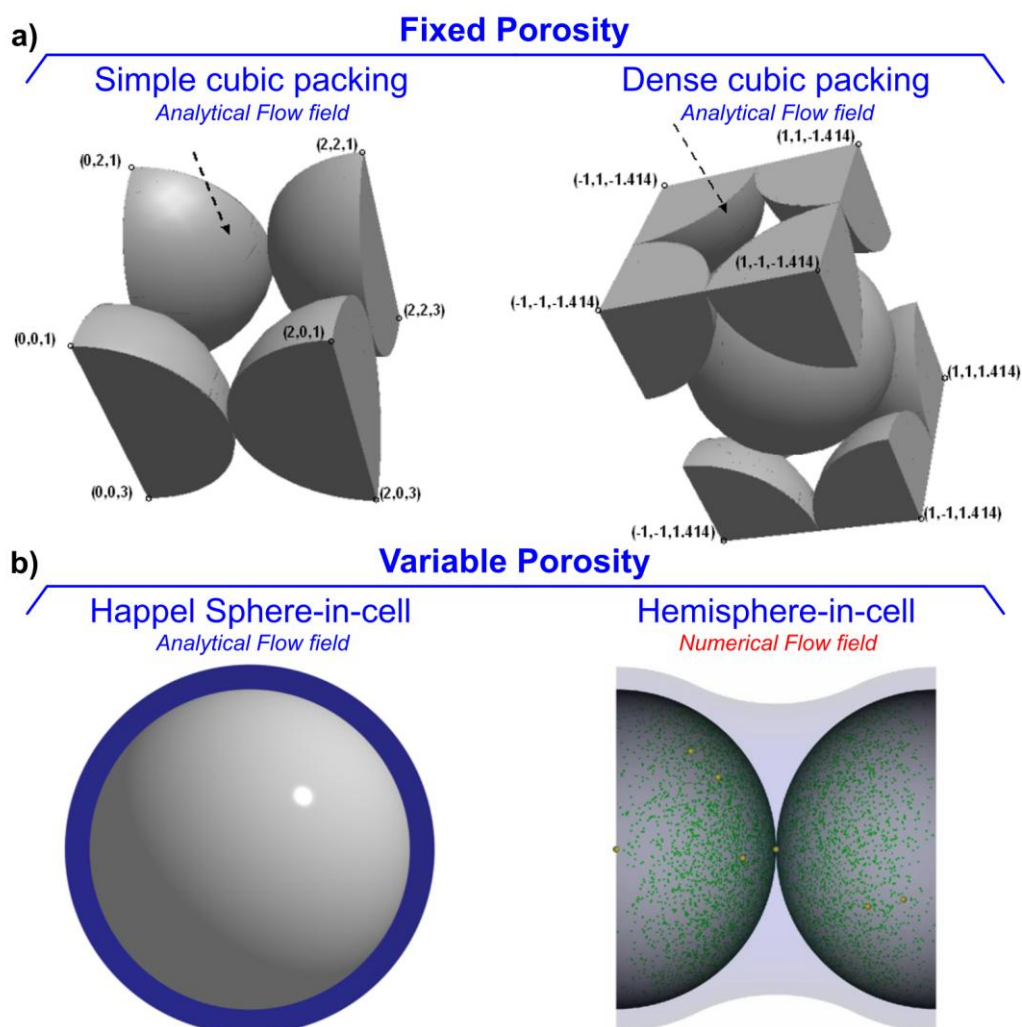 a)
Fixed Porosity
Simple cubic packing
Analytical Flow field
(0,2,1)
(2,2,1)
(0,0,1)
(2,0,1)
(2,2,3)
(0,0,3)
(2,0,3)
Dense cubic packing
Analytical Flow field
(1,1,-1.414)
(-1,1,-1.414)
(1,-1,-1.414)
(-1,-1,-1.414)
(1,1,1.414)
(-1,-1,1.414)
(1,-1,1.414)
b)
Variable Porosity
Happel Sphere-in-cell
Analytical Flow field
Hemisphere-in-cell
Numerical Flow field